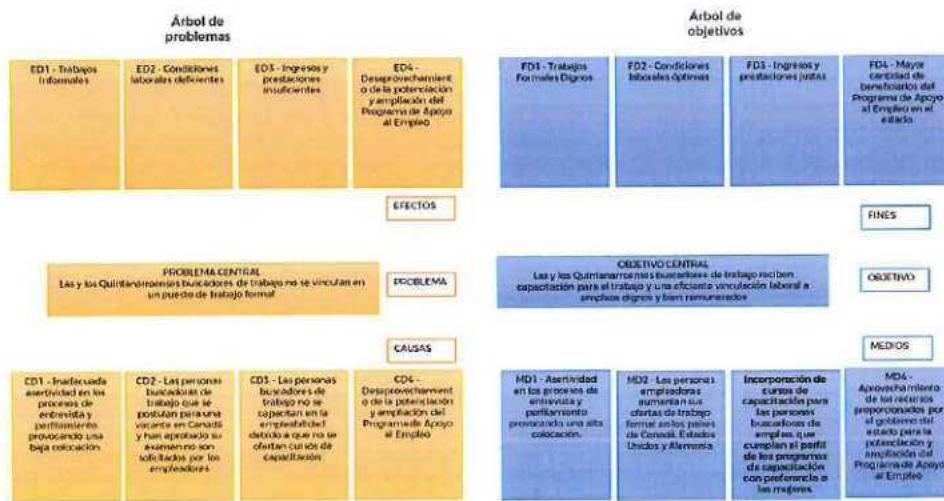 Árbol de
problemas
ED1 - Trabajos
Informales
ED2 - Condiciones
laborales deficientes
ED3 - Ingresos y
prestaciones
insuficientes
ED4 -
Desaprovechamient
o de la potenciación
y ampliación del
Programa de Apoyo
al Empleo
EFECTOS
PROBLEMA CENTRAL
Las y los Quintanarroenses buscadores de trabajo no se vinculan en
un puesto de trabajo formal
PROBLEMA
CAUSAS
CD1 - Inadecuada
asertividad en los
procesos de
entrevista y
perfilamiento
provocando una
baja colocación
CD2 - Las personas
buscadoras de
trabajo que se
postulan para una
vacante en Canadá
y han aprobado su
examen no son
solicitados por los
empleadores
CD3 - Las personas
buscadores de
trabajo no se
capacitan en la
empleabilidad
debido a que no se
ofertan cursos de
capacitación.
CD4 -
Desaprovechamient
o de la potenciación
y ampliación del
Programa de Apoyo
al Empleo
Árbol de
objetivos
FD1 - Trabajos
Formales Dignos
FD2 - Condiciones
laborales óptimas
FD3 - Ingresos y
prestaciones justas
FD4 - Mayor
cantidad de
beneficiarios del
Programa de Apoyo
al Empleo en el
estado
FINES
OBJETIVO CENTRAL
Las y los Quintanarroenses buscadores de trabajo reciben
capacitación para el trabajo y una eficiente vinculación laboral a
empleos dignos y bien remunerados
OBJETIVO
MEDIOS
MD1 - Asertividad
en los procesos de
entrevista y
perfilamiento
provocando una alta
colocación.
MD2 - Las personas
empleadoras
aumentan sus
ofertas de trabajo
formal en los países
de Canadá, Estados
Unidos y Alemania
Incorporación de
cursos de
capacitación para
las personas
buscadoras de
empleo, que
cumplan el perfil
de los programas
de capacitación
con preferencia a
las mujeres.
MD4 -
Aprovechamiento
de los recursos
proporcionados por
el gobierno del
estado para la
potenciación y
ampliación del
Programa de Apoyo
al Empleo